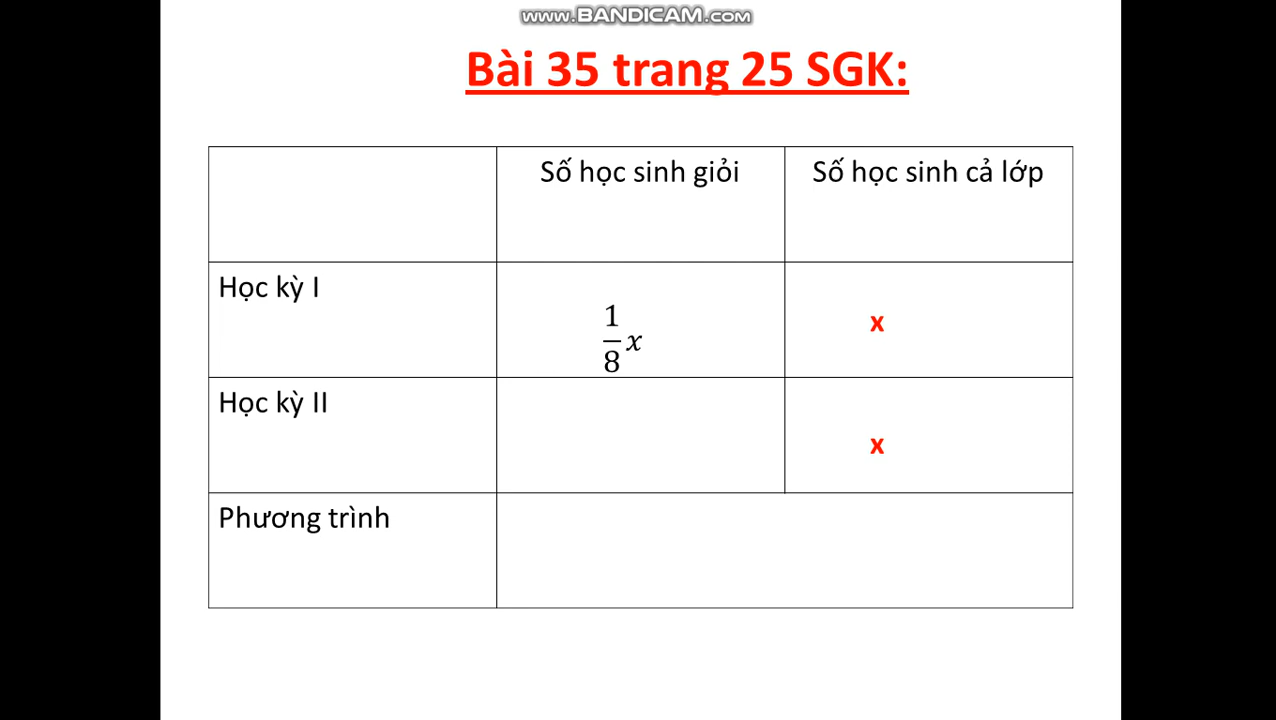 www.BANDICAM.com
Bài 35 trang 25 SGK:
Số học sinh giỏi
Số học sinh cả lớp
Học kỳ I
1/8 x
x
Học kỳ II
x
Phương trình